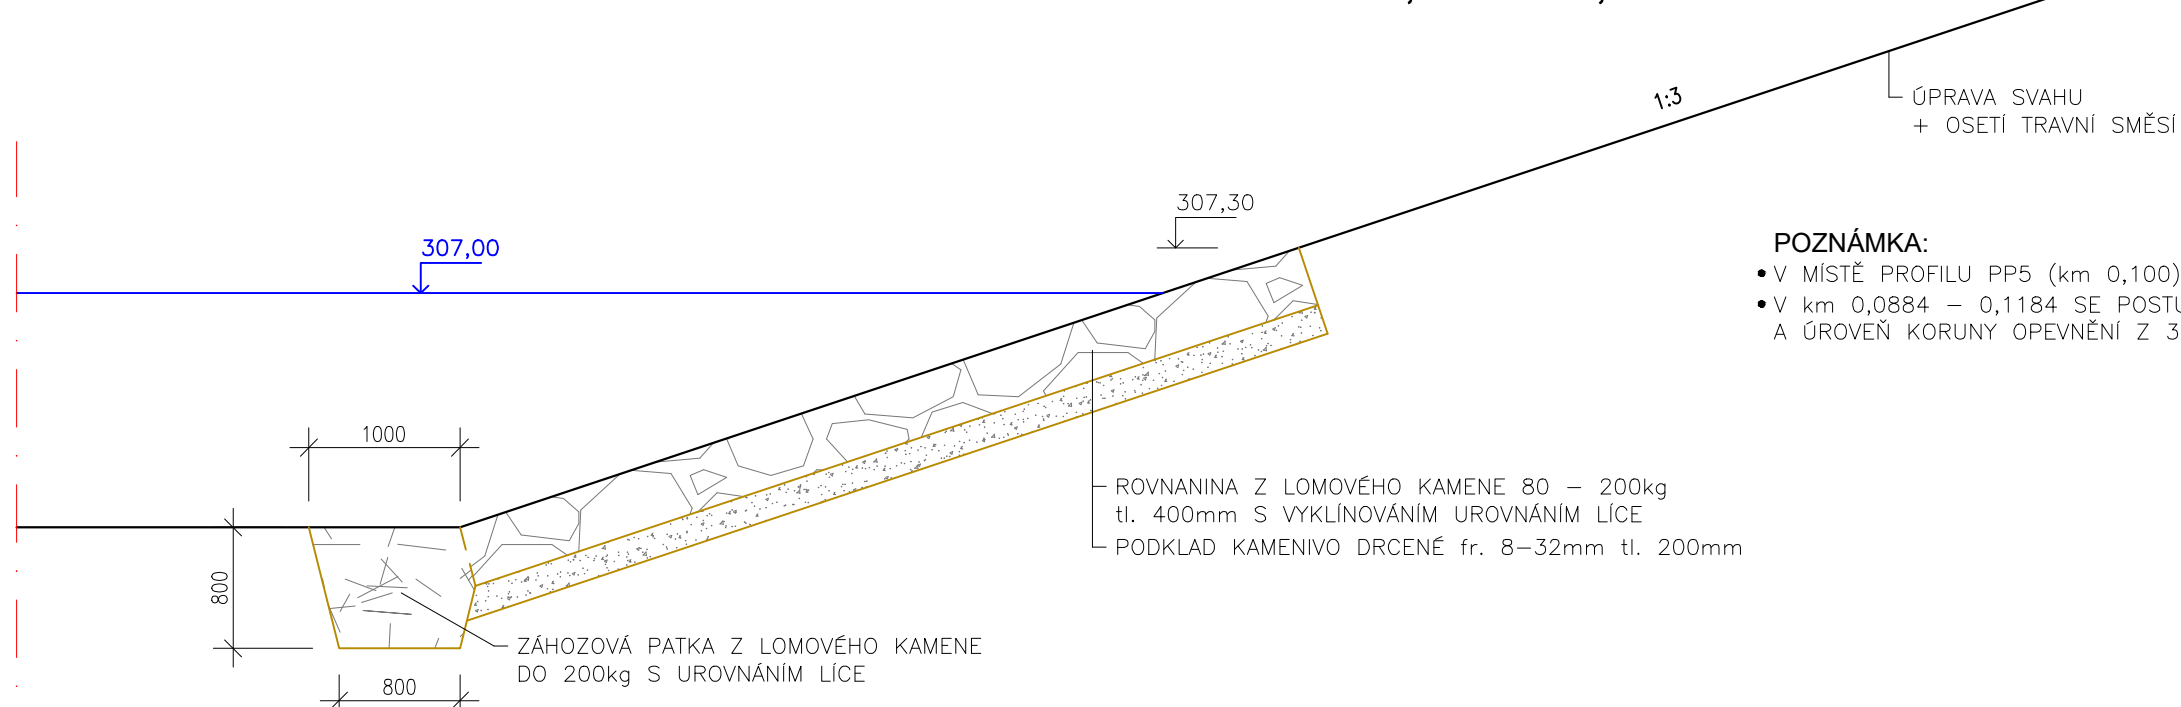 1:3
ÚPRAVA SVAHU
+ OSETÍ TRAVNÍ SMĚSÍ
307,30
307,00
POZNÁMKA:
• V MÍSTĚ PROFILU PP5 (km 0,100)
• V km 0,0884 – 0,1184 SE POSTU
A ÚROVEŇ KORUNY OPEVNĚNÍ Z 3
1000
ROVNANINA Z LOMOVÉHO KAMENE 80 – 200kg
tl. 400mm S VYKLÍNOVÁNÍM UROVNÁNÍM LÍCE
PODKLAD KAMENIVO DRCENÉ fr. 8–32mm tl. 200mm
800
ZÁHOZOVÁ PATKA Z LOMOVÉHO KAMENE
DO 200kg S UROVNÁNÍM LÍCE
800